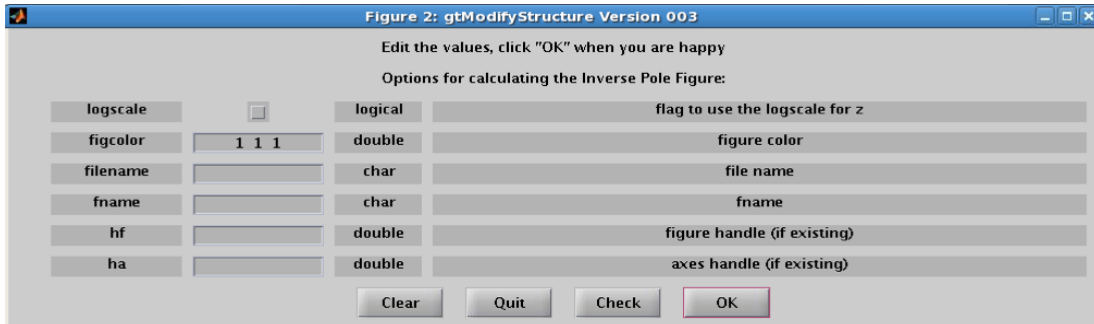 Figure 2: gtModifyStructure Version 003
Edit the values, click "OK" when you are happy
Options for calculating the Inverse Pole Figure:
logscale logical flag to use the logscale for z
figcolor 1 1 1 double figure color
filename char file name
fname char fname
hf double figure handle (if existing)
ha double axes handle (if existing)
Clear Quit Check OK